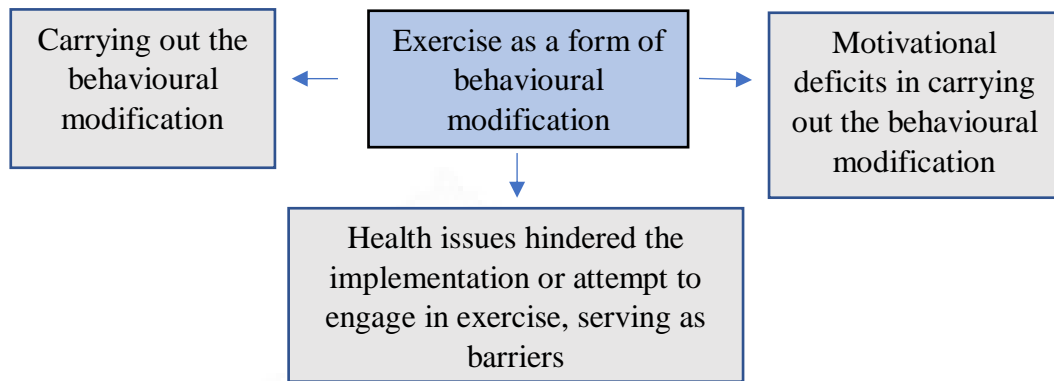 Carrying out the
behavioural
modification
Exercise as a form of
behavioural
modification
Motivational
deficits in carrying
out the behavioural
modification
Health issues hindered the
implementation or attempt to
engage in exercise, serving as
barriers